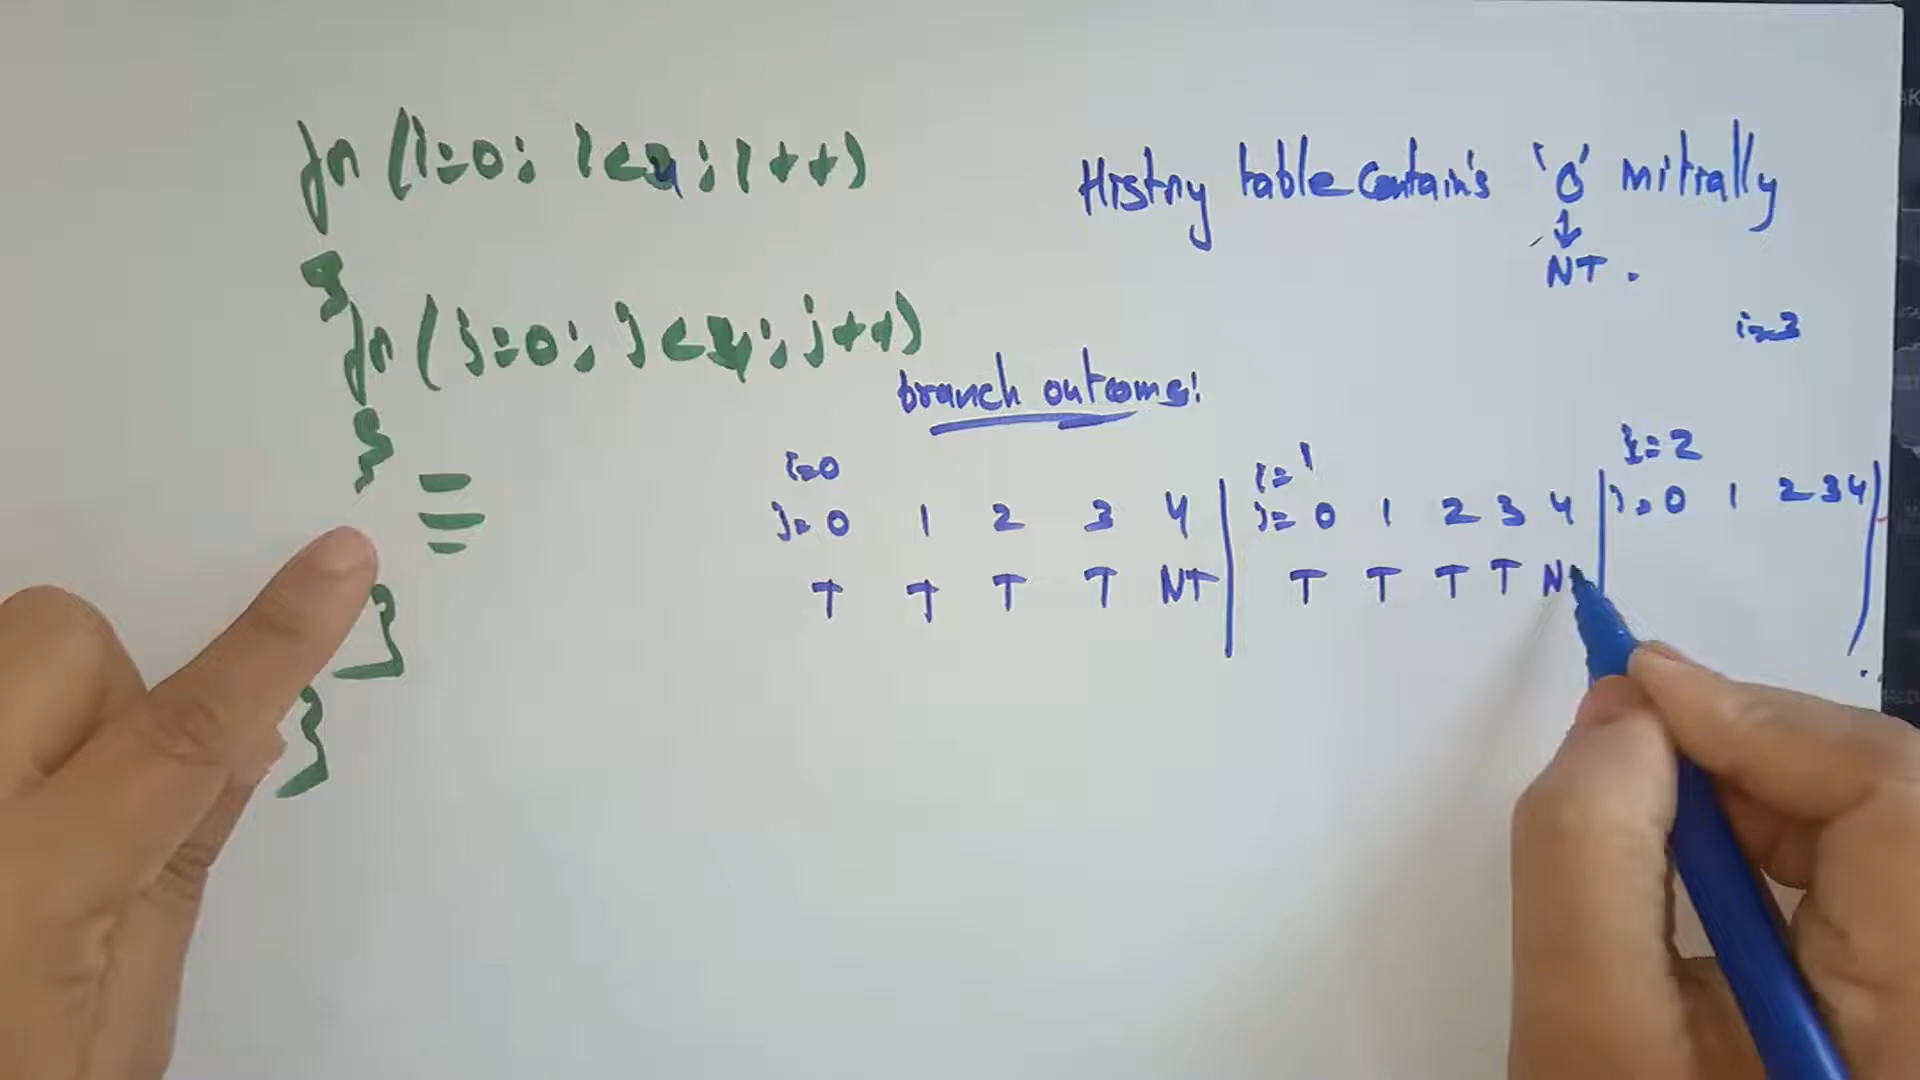 for (i=0; i<4; i++)
{
for (j=0; j<4; j++)
{
}
}
History table contains '0' initially
↓
NT.
i=3
branch outcome:
i=0
j=0 1 2 3 4
T T T T NT
i=1
j=0 1 2 3 4
T T T T N
i=2
j=0 1 2 3 4